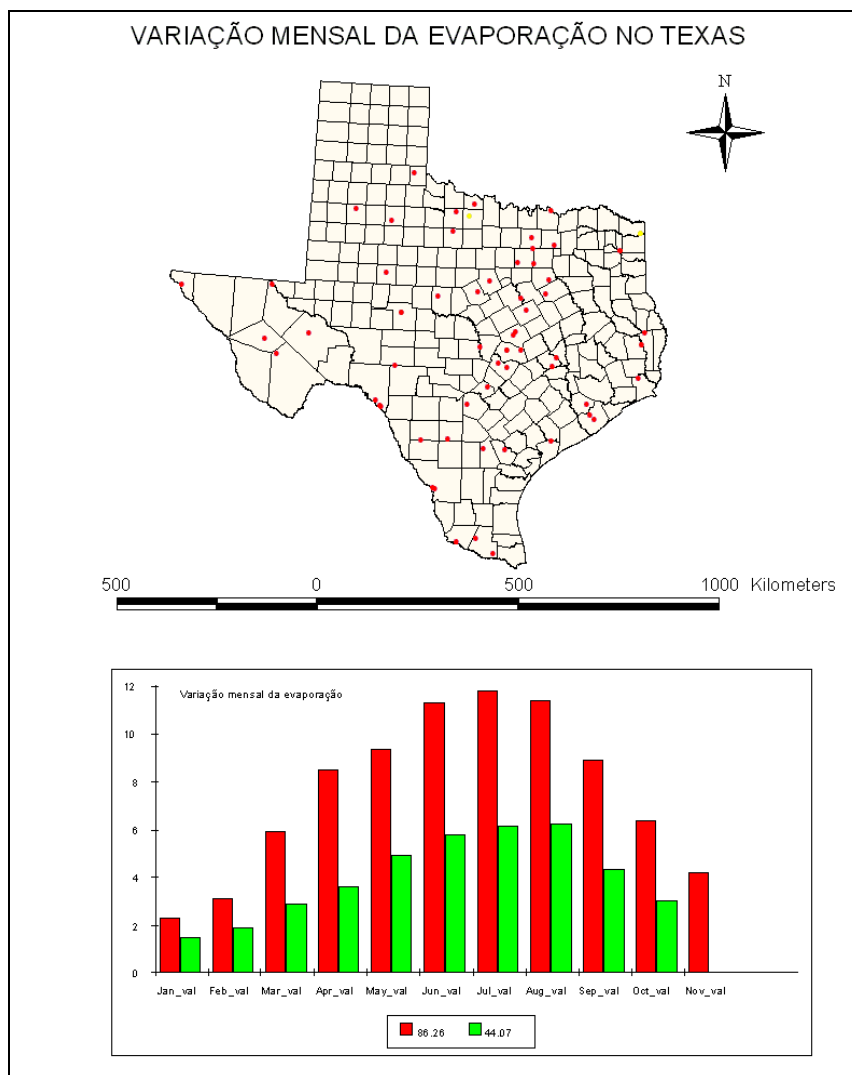 VARIAÇÃO MENSAL DA EVAPORAÇÃO NO TEXAS
N
500 0 500 1000 Kilometers
Variação mensal da evaporação
12
10
8
6
4
2
0
Jan_val Feb_val Mar_val Apr_val May_val Jun_val Jul_val Aug_val Sep_val Oct_val Nov_val
86.26 44.07